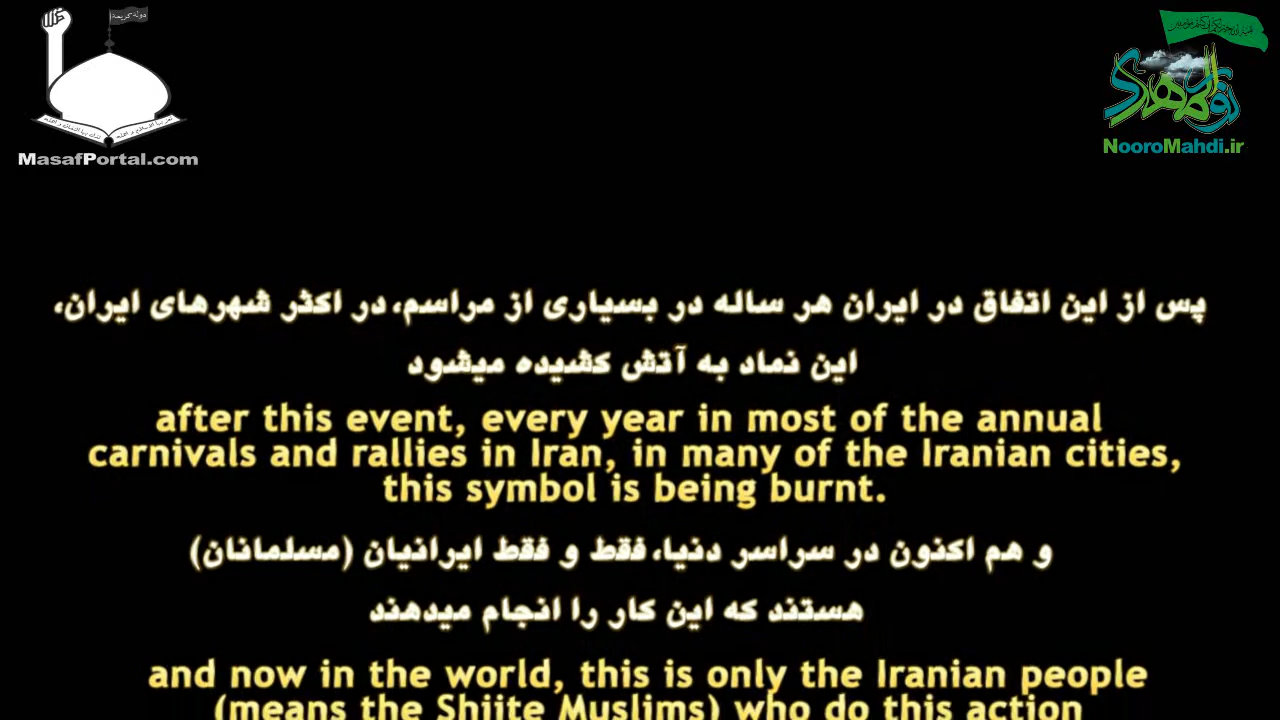 دولة كريمة
MasafPortal.com
NooroMahdi.ir
پس از این اتفاق در ایران هر ساله در بسیاری از مراسم، در اکثر شهرهای ایران،
این نماد به آتش کشیده میشود
after this event, every year in most of the annual
carnivals and rallies in Iran, in many of the Iranian cities,
this symbol is being burnt.
و هم اکنون در سراسر دنیا، فقط و فقط ایرانیان (مسلمانان)
هستند که این کار را انجام میدهند
and now in the world, this is only the Iranian people
(means the Shiite Muslims) who do this action